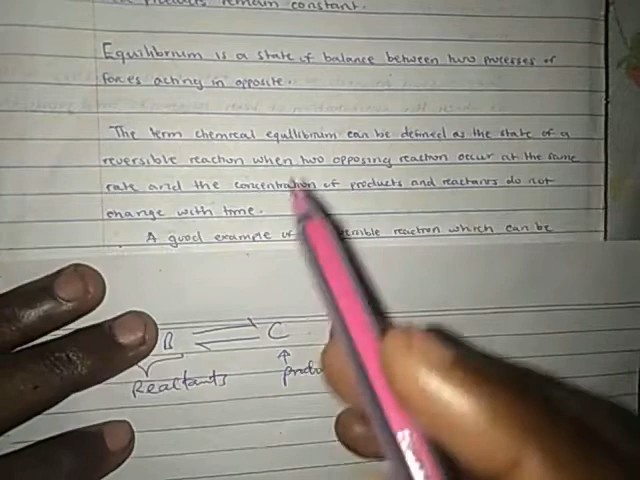 products remain constant.
Equilibrium is a state of balance between two processes or
forces acting in opposite.
The term chemical equilibrium can be defined as the state of a
reversible reaction when two opposing reaction occur at the same
rate and the concentration of products and reactants do not
change with time.
A good example of reaction which can be
B ⇌ C
Reactants